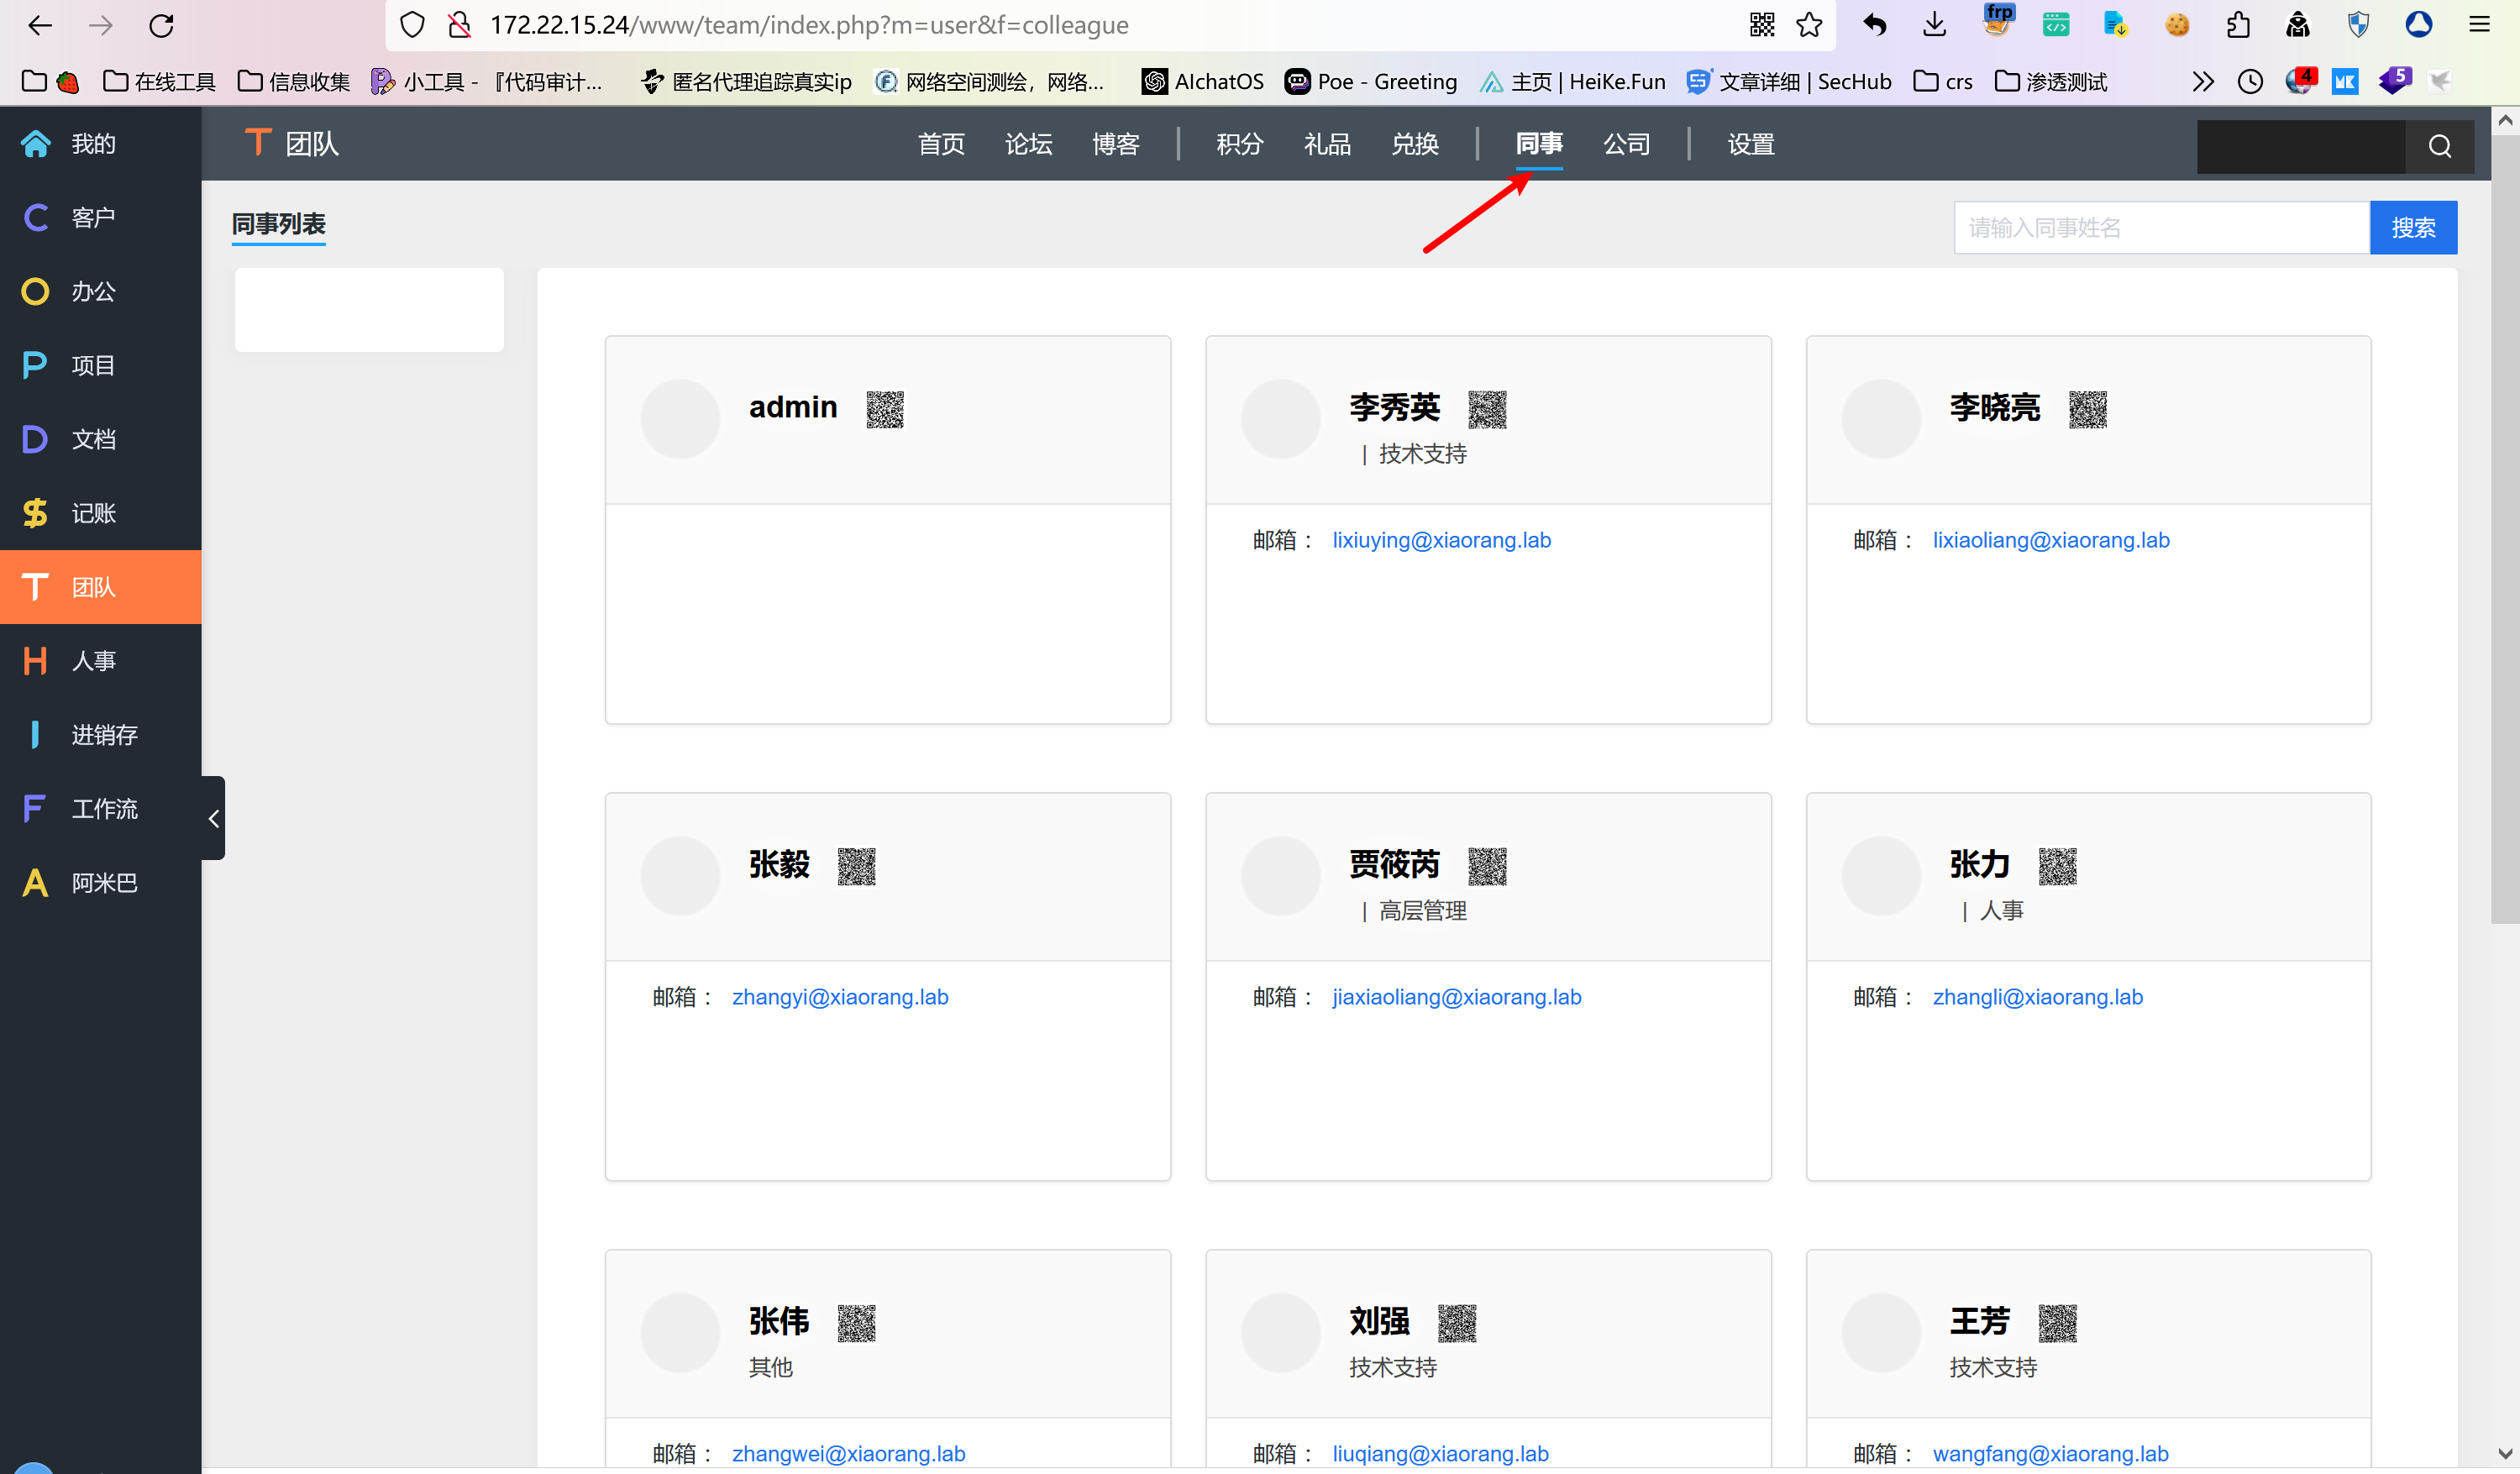 172.22.15.24/www/team/index.php?m=user&f=colleague
frp
在线工具 信息收集 小工具 - 『代码审计... 匿名代理追踪真实ip 网络空间测绘，网络... AIchatOS Poe - Greeting 主页 | HeiKe.Fun 文章详细 | SecHub crs 渗透测试 4 5
我的
客户
办公
项目
文档
记账
团队
人事
进销存
工作流
阿米巴
T 团队 首页 论坛 博客 积分 礼品 兑换 同事 公司 设置
同事列表 请输入同事姓名 搜索
admin 李秀英 李晓亮
| 技术支持
邮箱： lixiuying@xiaorang.lab 邮箱： lixiaoliang@xiaorang.lab
张毅 贾筱芮 张力
| 高层管理 | 人事
邮箱： zhangyi@xiaorang.lab 邮箱： jiaxiaoliang@xiaorang.lab 邮箱： zhangli@xiaorang.lab
张伟 刘强 王芳
其他 技术支持 技术支持
邮箱： zhangwei@xiaorang.lab 邮箱： liuqiang@xiaorang.lab 邮箱： wangfang@xiaorang.lab